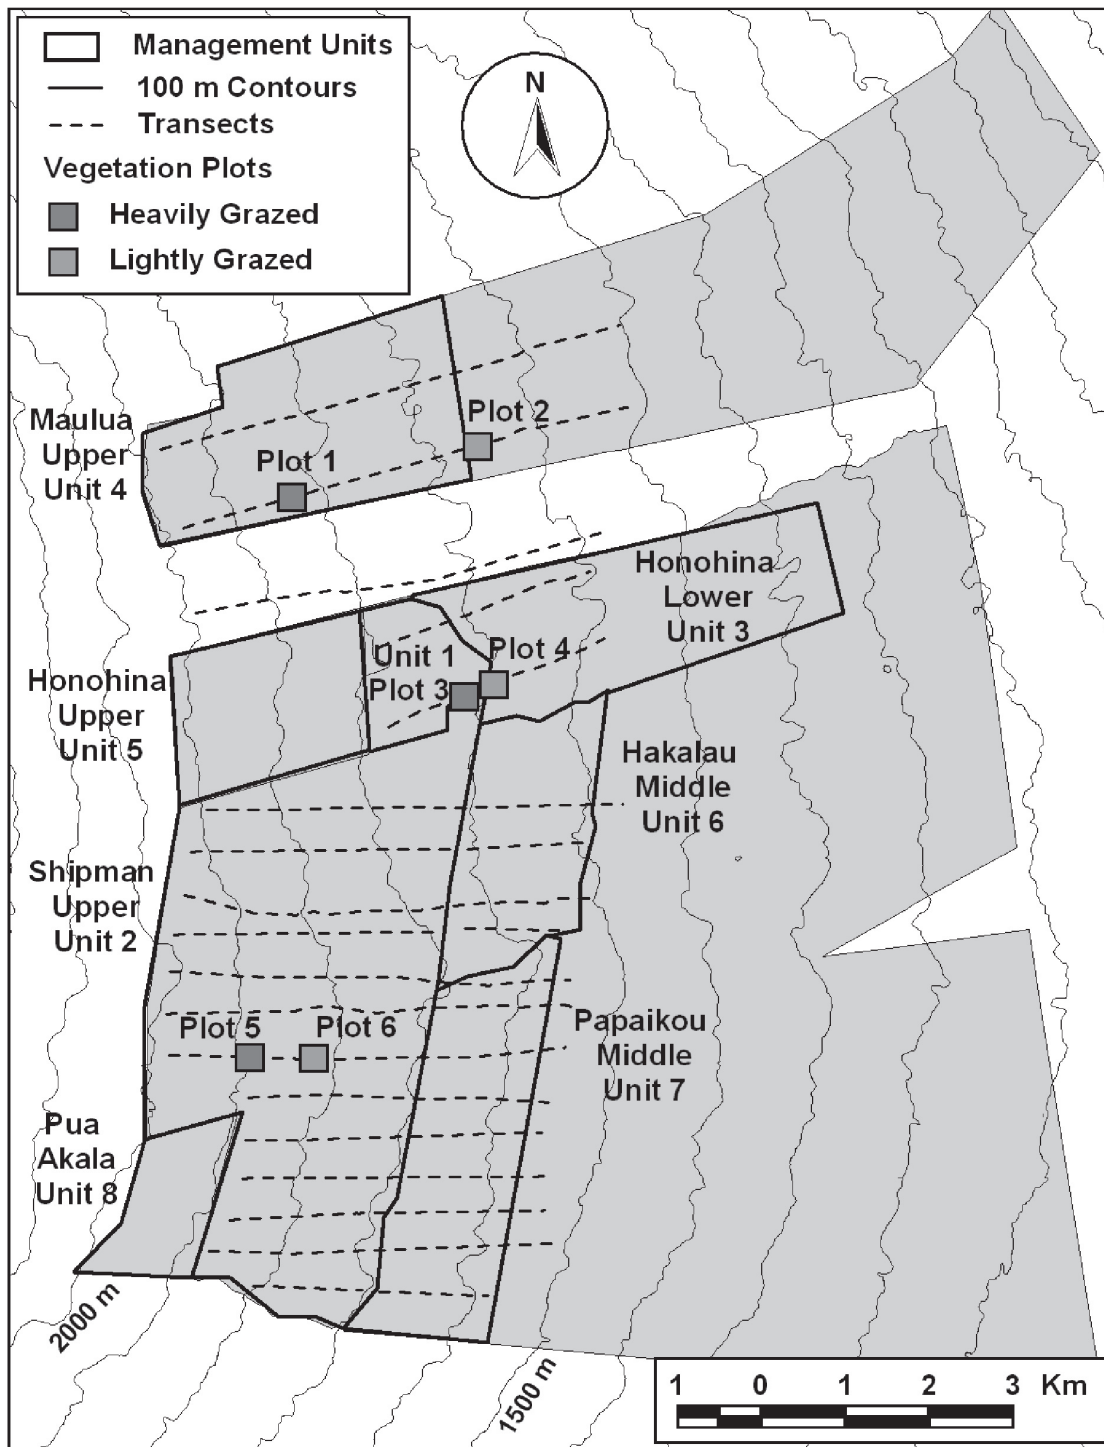 Management Units
100 m Contours
Transects
Vegetation Plots
Heavily Grazed
Lightly Grazed
N
Maulua
Upper
Unit 4
Plot 1
Plot 2
Honohina
Lower
Unit 3
Unit 1
Plot 3
Plot 4
Honohina
Upper
Unit 5
Hakalau
Middle
Unit 6
Shipman
Upper
Unit 2
Plot 5
Plot 6
Papaikou
Middle
Unit 7
Pua
Akala
Unit 8
2000 m
1500 m
1 0 1 2 3 Km